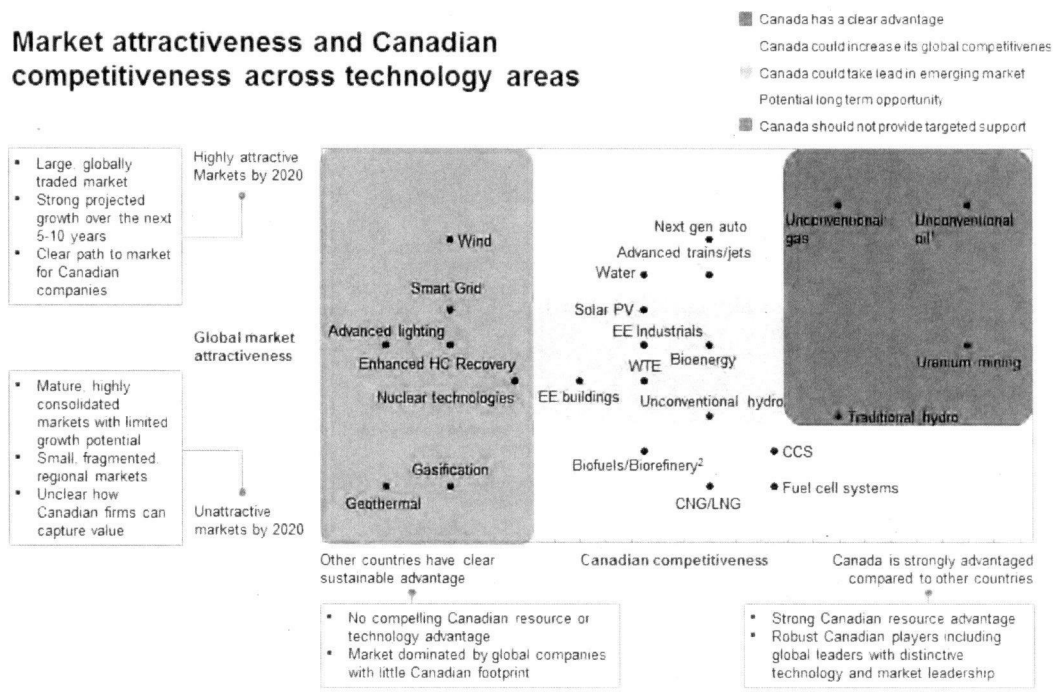 Market attractiveness and Canadian
competitiveness across technology areas
Canada has a clear advantage
Canada could increase its global competitivenes
Canada could take lead in emerging market
Potential long term opportunity
Canada should not provide targeted support
▪ Large, globally
traded market
▪ Strong projected
growth over the next
5-10 years
▪ Clear path to market
for Canadian
companies
Highly attractive
Markets by 2020
Global market
attractiveness
▪ Mature, highly
consolidated
markets with limited
growth potential
▪ Small, fragmented,
regional markets
▪ Unclear how
Canadian firms can
capture value
Unattractive
markets by 2020
Wind
Smart Grid
Advanced lighting
Enhanced HC Recovery
Nuclear technologies
Gasification
Geothermal
Next gen auto
Advanced trains/jets
Water
Solar PV
EE Industrials
Bioenergy
WTE
EE buildings
Unconventional hydro
Biofuels/Biorefinery²
CCS
Fuel cell systems
CNG/LNG
Unconventional
gas
Unconventional
oil¹
Uranium mining
Traditional hydro
Other countries have clear
sustainable advantage
Canadian competitiveness
Canada is strongly advantaged
compared to other countries
▪ No compelling Canadian resource or
technology advantage
▪ Market dominated by global companies
with little Canadian footprint
▪ Strong Canadian resource advantage
▪ Robust Canadian players including
global leaders with distinctive
technology and market leadership